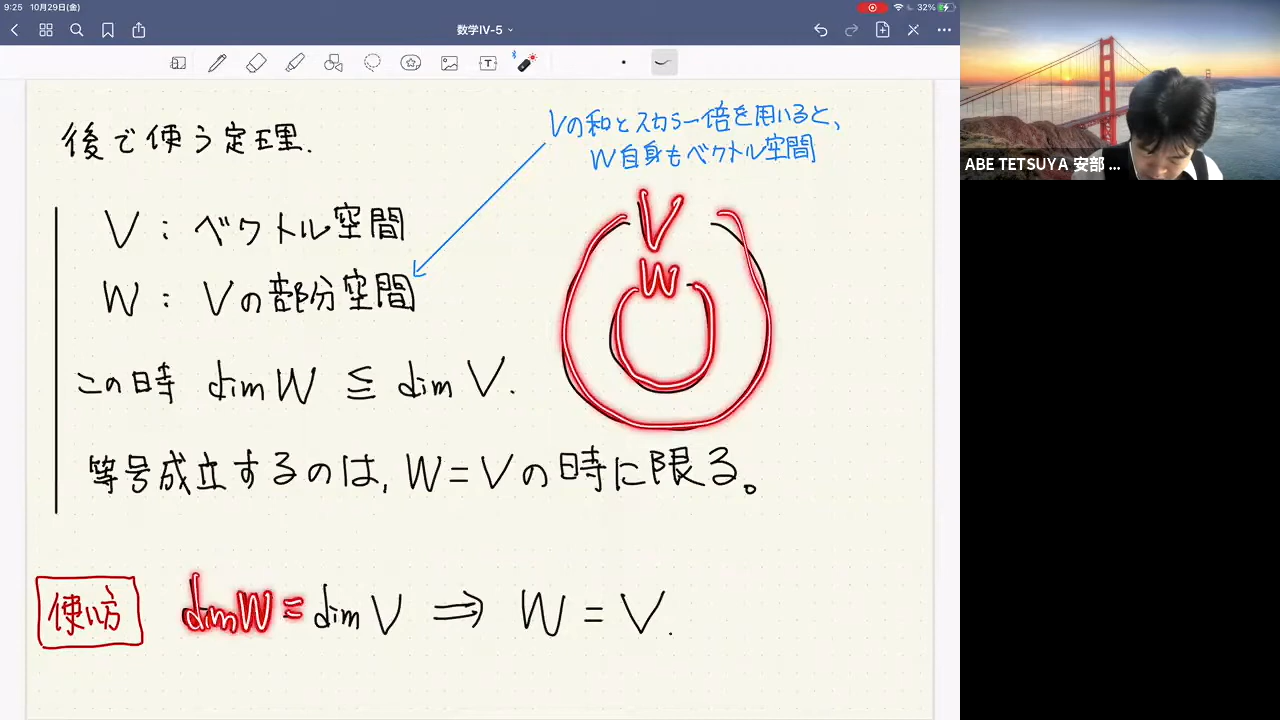 9:25 10月29日(金)
32%
数学IV-5
後で使う定理.
Vの和とスカラー倍を用いると、
W自身もベクトル空間
V : ベクトル空間
W : Vの部分空間
V
W
この時 dim W ≦ dim V.
等号成立するのは, W = V の時に限る。
使い方 dim W = dim V ⇒ W = V.
ABE TETSUYA 安部 ...